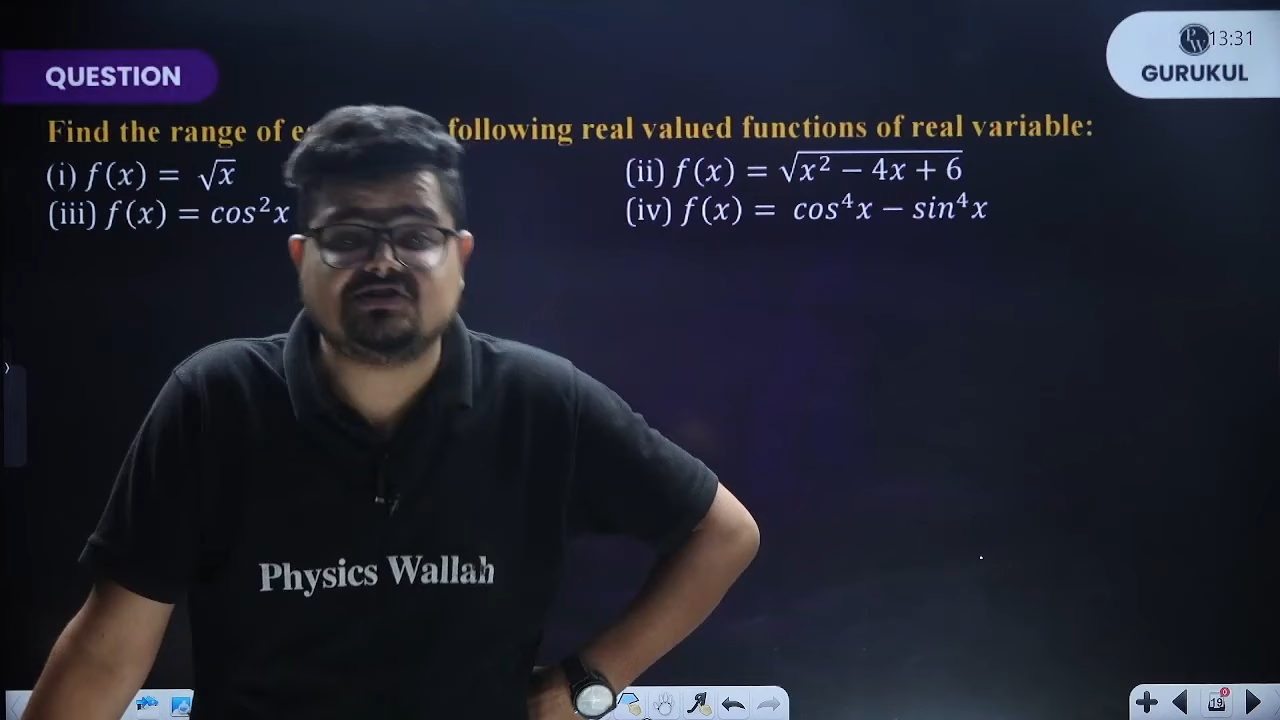 13:31
GURUKUL
QUESTION
Find the range of following real valued functions of real variable:
(i) f(x) = √x
(ii) f(x) = √(x² − 4x + 6)
(iii) f(x) = cos²x
(iv) f(x) = cos⁴x − sin⁴x
Physics Wallah
19